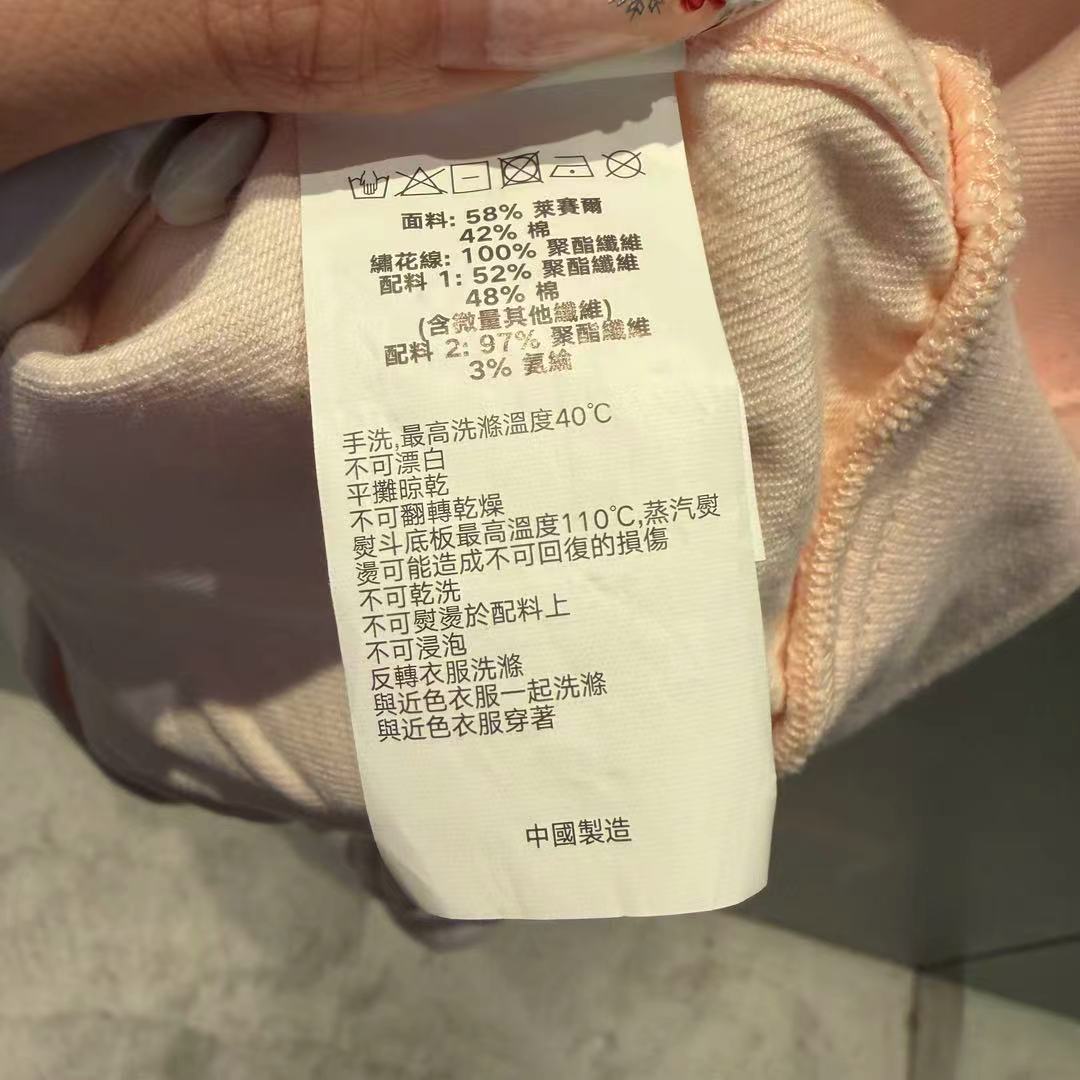 面料: 58% 萊賽爾
42% 棉
繡花線: 100% 聚酯纖維
配料 1: 52% 聚酯纖維
48% 棉
(含微量其他纖維)
配料 2: 97% 聚酯纖維
3% 氨綸
手洗,最高洗滌溫度40℃
不可漂白
平攤晾乾
不可翻轉乾燥
熨斗底板最高溫度110℃,蒸汽熨
燙可能造成不可回復的損傷
不可乾洗
不可熨燙於配料上
不可浸泡
反轉衣服洗滌
與近色衣服一起洗滌
與近色衣服穿著
中國製造